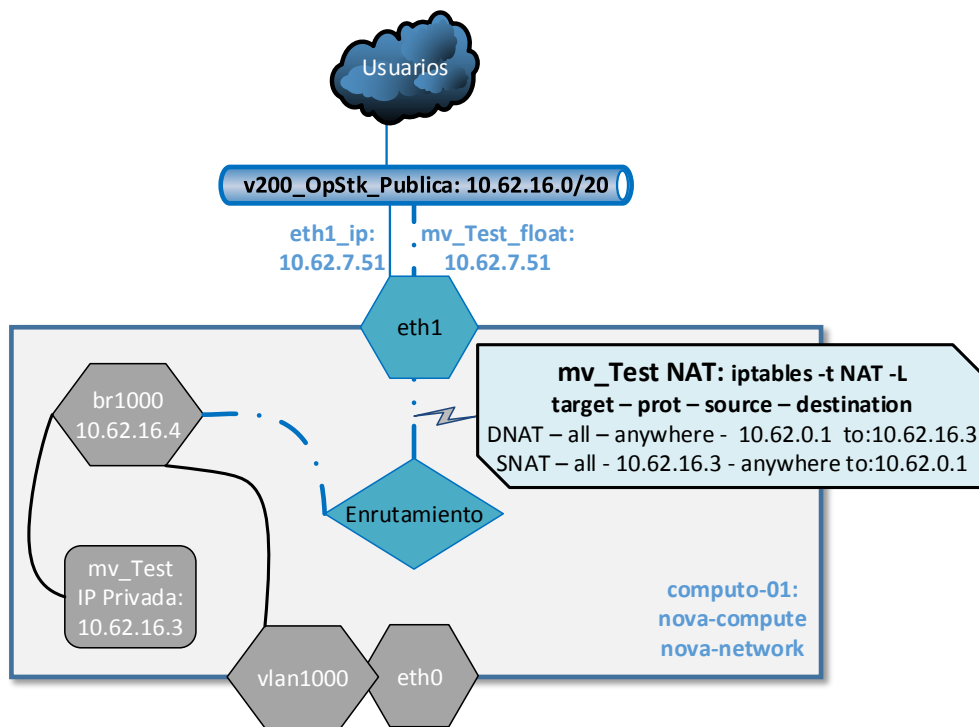 Usuarios
v200_OpStk_Publica: 10.62.16.0/20
eth1_ip:
10.62.7.51
mv_Test_float:
10.62.7.51
eth1
mv_Test NAT: iptables -t NAT -L
target – prot – source – destination
DNAT – all – anywhere - 10.62.0.1 to:10.62.16.3
SNAT – all - 10.62.16.3 - anywhere to:10.62.0.1
br1000
10.62.16.4
Enrutamiento
mv_Test
IP Privada:
10.62.16.3
computo-01:
nova-compute
nova-network
vlan1000
eth0